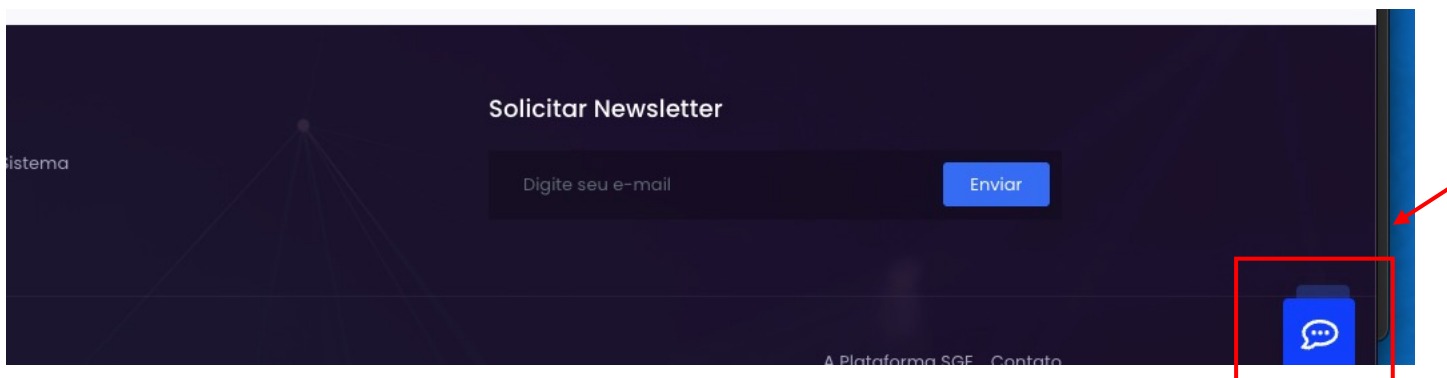 Solicitar Newsletter
Sistema
Digite seu e-mail
Enviar
A Plataforma SGE
Contato